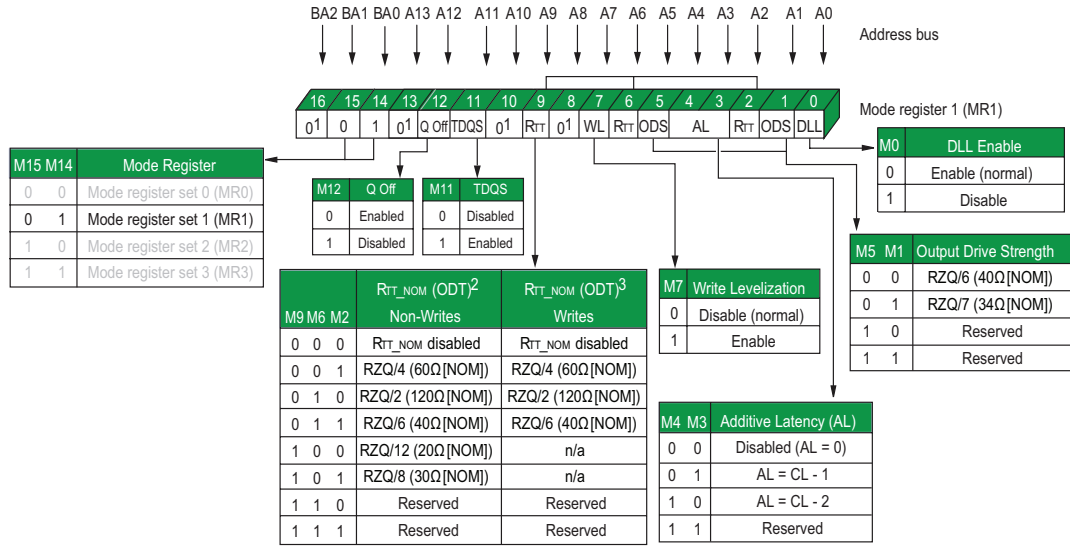 BA2 BA1 BA0 A13 A12 A11 A10 A9 A8 A7 A6 A5 A4 A3 A2 A1 A0
Address bus
16 15 14 13 12 11 10 9 8 7 6 5 4 3 2 1 0
Mode register 1 (MR1)
0¹ 0 1 0¹ Q Off TDQS 0¹ RTT 0¹ WL RTT ODS AL RTT ODS DLL
M15 M14 Mode Register
0 0 Mode register set 0 (MR0)
0 1 Mode register set 1 (MR1)
1 0 Mode register set 2 (MR2)
1 1 Mode register set 3 (MR3)
M12 Q Off
0 Enabled
1 Disabled
M11 TDQS
0 Disabled
1 Enabled
M0 DLL Enable
0 Enable (normal)
1 Disable
M5 M1 Output Drive Strength
0 0 RZQ/6 (40Ω [NOM])
0 1 RZQ/7 (34Ω [NOM])
1 0 Reserved
1 1 Reserved
RTT_NOM (ODT)² RTT_NOM (ODT)³
M9 M6 M2 Non-Writes Writes
0 0 0 RTT_NOM disabled RTT_NOM disabled
0 0 1 RZQ/4 (60Ω [NOM]) RZQ/4 (60Ω [NOM])
0 1 0 RZQ/2 (120Ω [NOM]) RZQ/2 (120Ω [NOM])
0 1 1 RZQ/6 (40Ω [NOM]) RZQ/6 (40Ω [NOM])
1 0 0 RZQ/12 (20Ω [NOM]) n/a
1 0 1 RZQ/8 (30Ω [NOM]) n/a
1 1 0 Reserved Reserved
1 1 1 Reserved Reserved
M7 Write Levelization
0 Disable (normal)
1 Enable
M4 M3 Additive Latency (AL)
0 0 Disabled (AL = 0)
0 1 AL = CL - 1
1 0 AL = CL - 2
1 1 Reserved